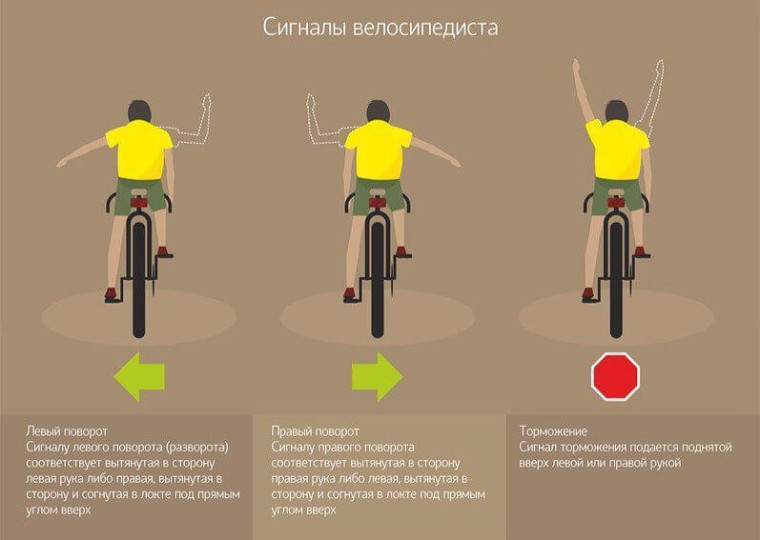 Сигналы велосипедиста
Левый поворот
Сигналу левого поворота (разворота)
соответствует вытянутая в сторону
левая рука либо правая, вытянутая в
сторону и согнутая в локте под прямым
углом вверх
Правый поворот
Сигналу правого поворота
соответствует вытянутая в сторону
правая рука либо левая, вытянутая в
сторону и согнутая в локте под прямым
углом вверх
Торможение
Сигнал торможения подается поднятой
вверх левой или правой рукой